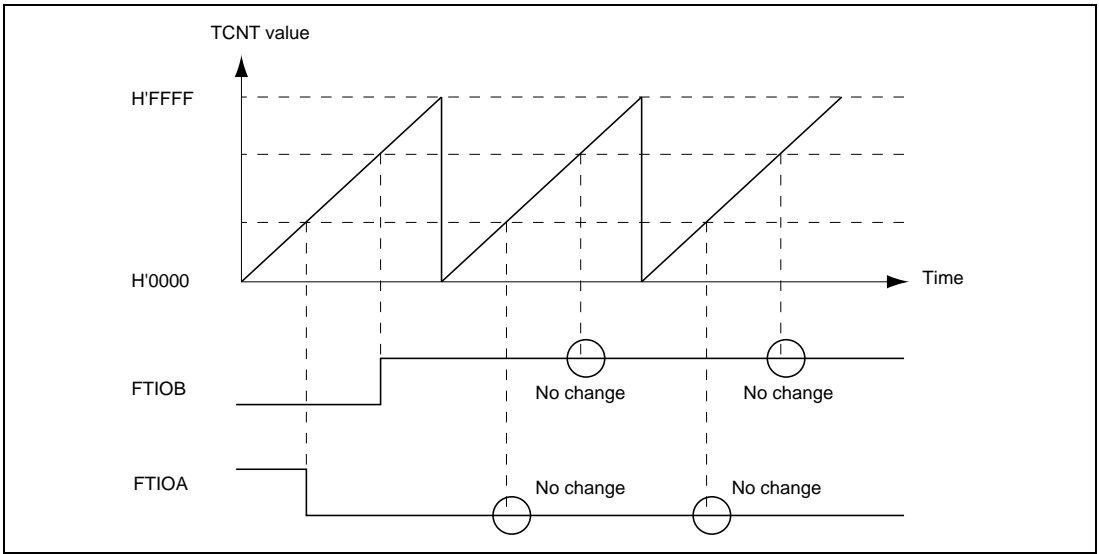 TCNT value
H'FFFF
H'0000
Time
FTIOB
No change
No change
FTIOA
No change
No change